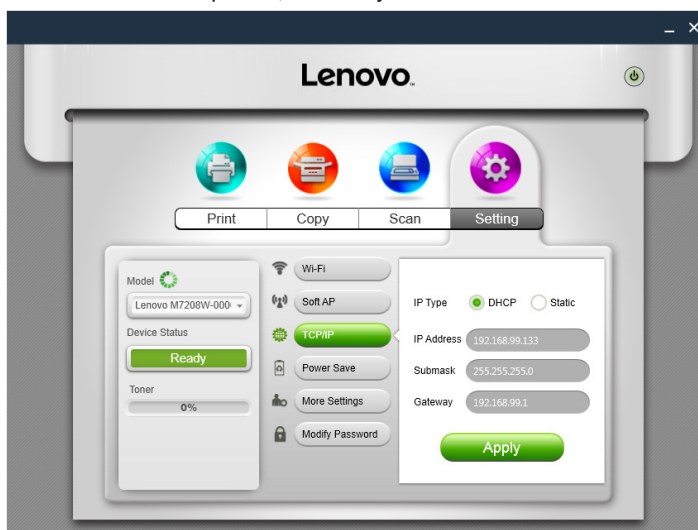 Lenovo™
Print
Copy
Scan
Setting
Model
Lenovo M7208W-000
Device Status
Ready
Toner
0%
Wi-Fi
Soft AP
TCP/IP
Power Save
More Settings
Modify Password
IP Type
DHCP
Static
IP Address
192.168.99.133
Submask
255.255.255.0
Gateway
192.168.99.1
Apply